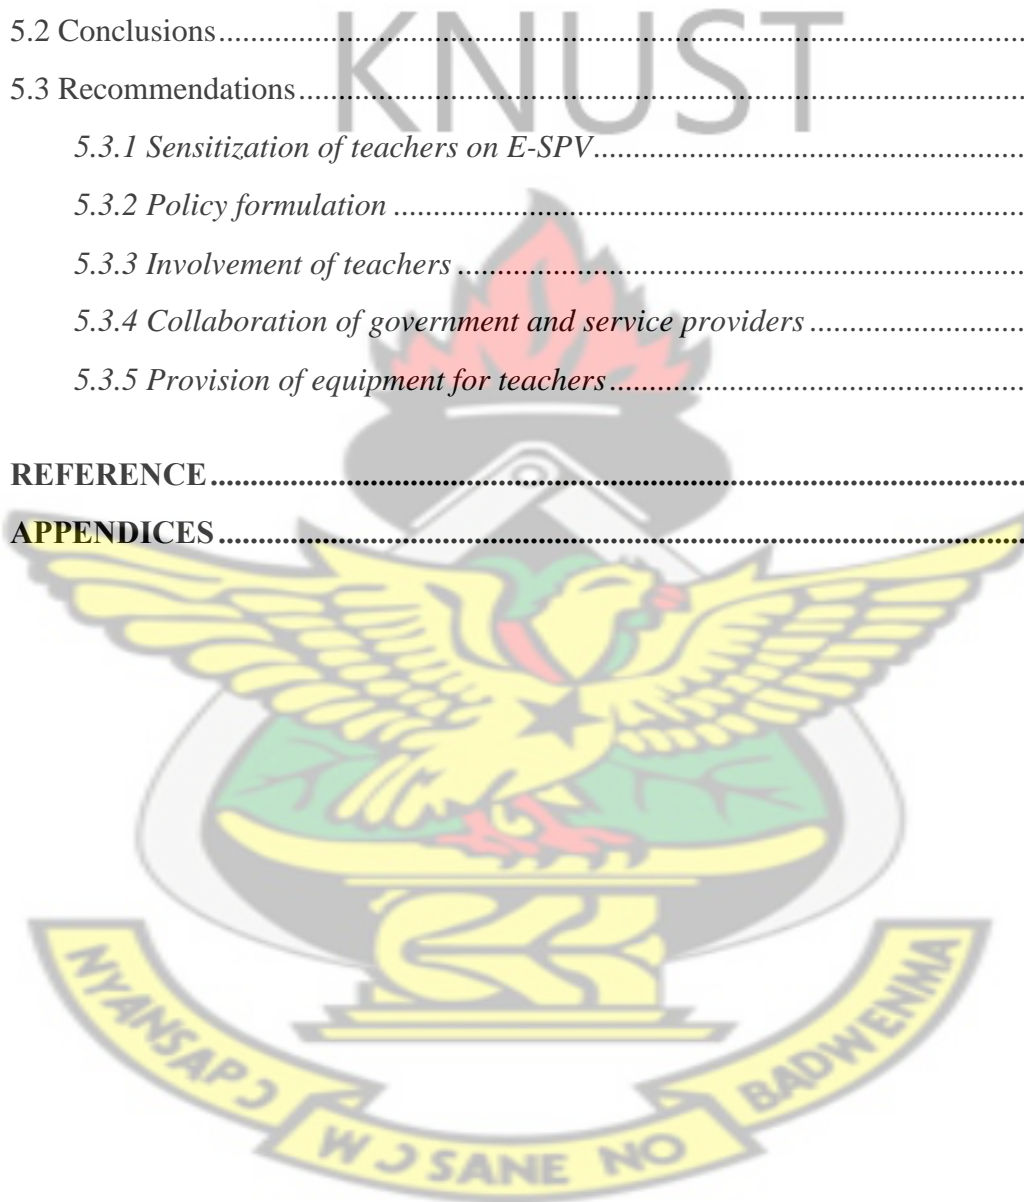 KNUST
5.2 Conclusions....................................................................................................
5.3 Recommendations..........................................................................................
5.3.1 Sensitization of teachers on E-SPV.....................................................
5.3.2 Policy formulation ...............................................................................
5.3.3 Involvement of teachers .......................................................................
5.3.4 Collaboration of government and service providers ..........................
5.3.5 Provision of equipment for teachers ...................................................
REFERENCE.....................................................................................................
APPENDICES ....................................................................................................
NYANSAPƆ WƆSANE NO BADWENMA